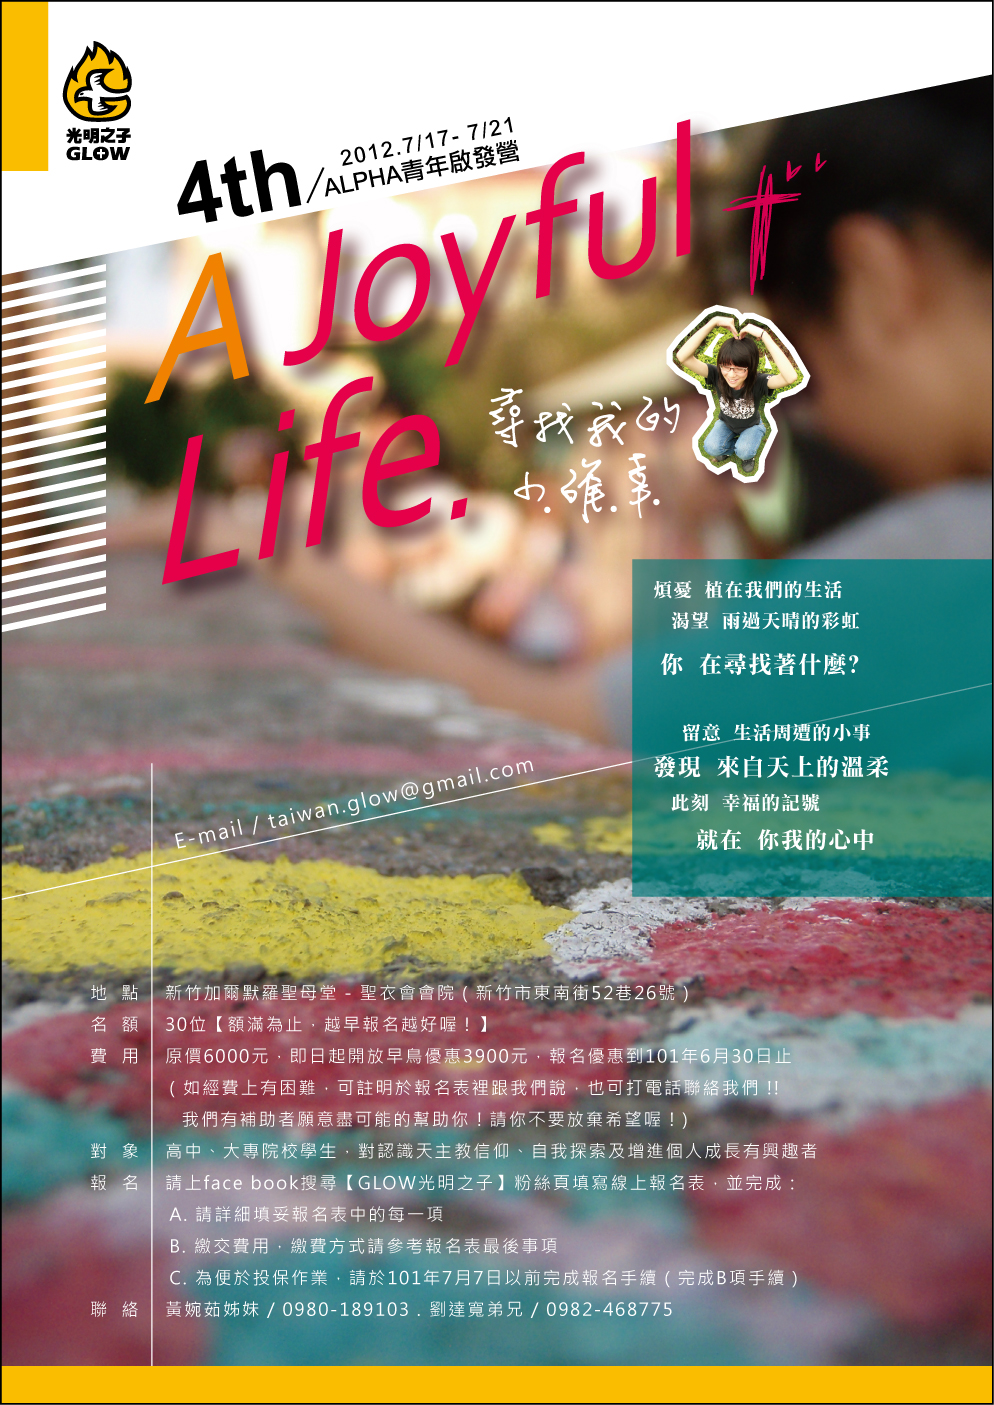 光明之子
GLOW
4th
2012.7/17- 7/21
ALPHA青年啟發營
A Joyful
Life.
尋找我的
小確幸.
煩憂 植在我們的生活
渴望 雨過天晴的彩虹
你 在尋找著什麼?
留意 生活周遭的小事
發現 來自天上的溫柔
此刻 幸福的記號
就在 你我的心中
E-mail / taiwan.glow@gmail.com
地 點 新竹加爾默羅聖母堂 - 聖衣會會院 ( 新竹市東南街52巷26號 )
名 額 30位【額滿為止，越早報名越好喔！】
費 用 原價6000元，即日起開放早鳥優惠3900元，報名優惠到101年6月30日止
( 如經費上有困難，可註明於報名表裡跟我們說，也可打電話聯絡我們 !!
我們有補助者願意盡可能的幫助你！請你不要放棄希望喔！)
對 象 高中、大專院校學生，對認識天主教信仰、自我探索及增進個人成長有興趣者
報 名 請上face book搜尋【GLOW光明之子】粉絲頁填寫線上報名表，並完成：
A. 請詳細填妥報名表中的每一項
B. 繳交費用，繳費方式請參考報名表最後事項
C. 為便於投保作業，請於101年7月7日以前完成報名手續 ( 完成B項手續 )
聯 絡 黃婉茹姊妹 / 0980-189103．劉達寬弟兄 / 0982-468775